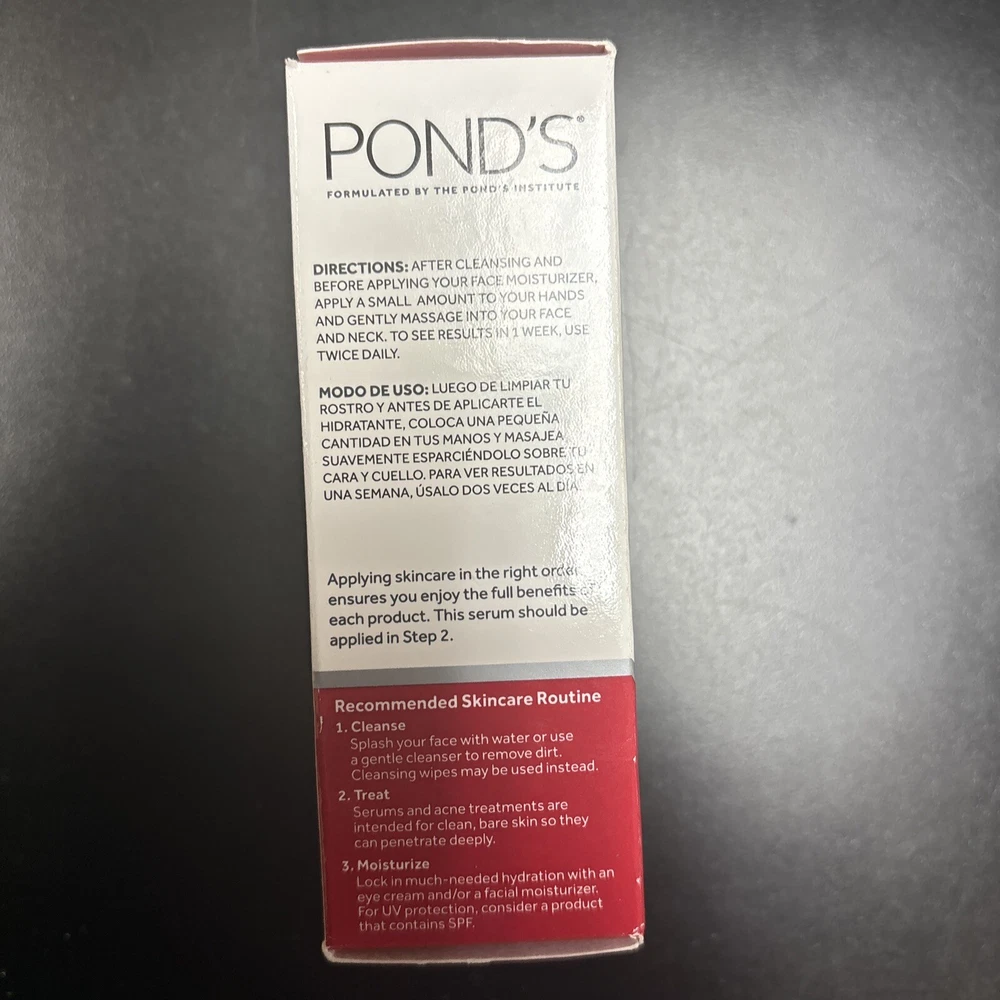 POND'S®
FORMULATED BY THE POND'S INSTITUTE
DIRECTIONS: AFTER CLEANSING AND
BEFORE APPLYING YOUR FACE MOISTURIZER,
APPLY A SMALL AMOUNT TO YOUR HANDS
AND GENTLY MASSAGE INTO YOUR FACE
AND NECK. TO SEE RESULTS IN 1 WEEK, USE
TWICE DAILY.
MODO DE USO: LUEGO DE LIMPIAR TU
ROSTRO Y ANTES DE APLICARTE EL
HIDRATANTE, COLOCA UNA PEQUEÑA
CANTIDAD EN TUS MANOS Y MASAJEA
SUAVEMENTE ESPARCIÉNDOLO SOBRE TU
CARA Y CUELLO. PARA VER RESULTADOS EN
UNA SEMANA, ÚSALO DOS VECES AL DÍA.
Applying skincare in the right order
ensures you enjoy the full benefits of
each product. This serum should be
applied in Step 2.
Recommended Skincare Routine
1. Cleanse
Splash your face with water or use
a gentle cleanser to remove dirt.
Cleansing wipes may be used instead.
2. Treat
Serums and acne treatments are
intended for clean, bare skin so they
can penetrate deeply.
3. Moisturize
Lock in much-needed hydration with an
eye cream and/or a facial moisturizer.
For UV protection, consider a product
that contains SPF.